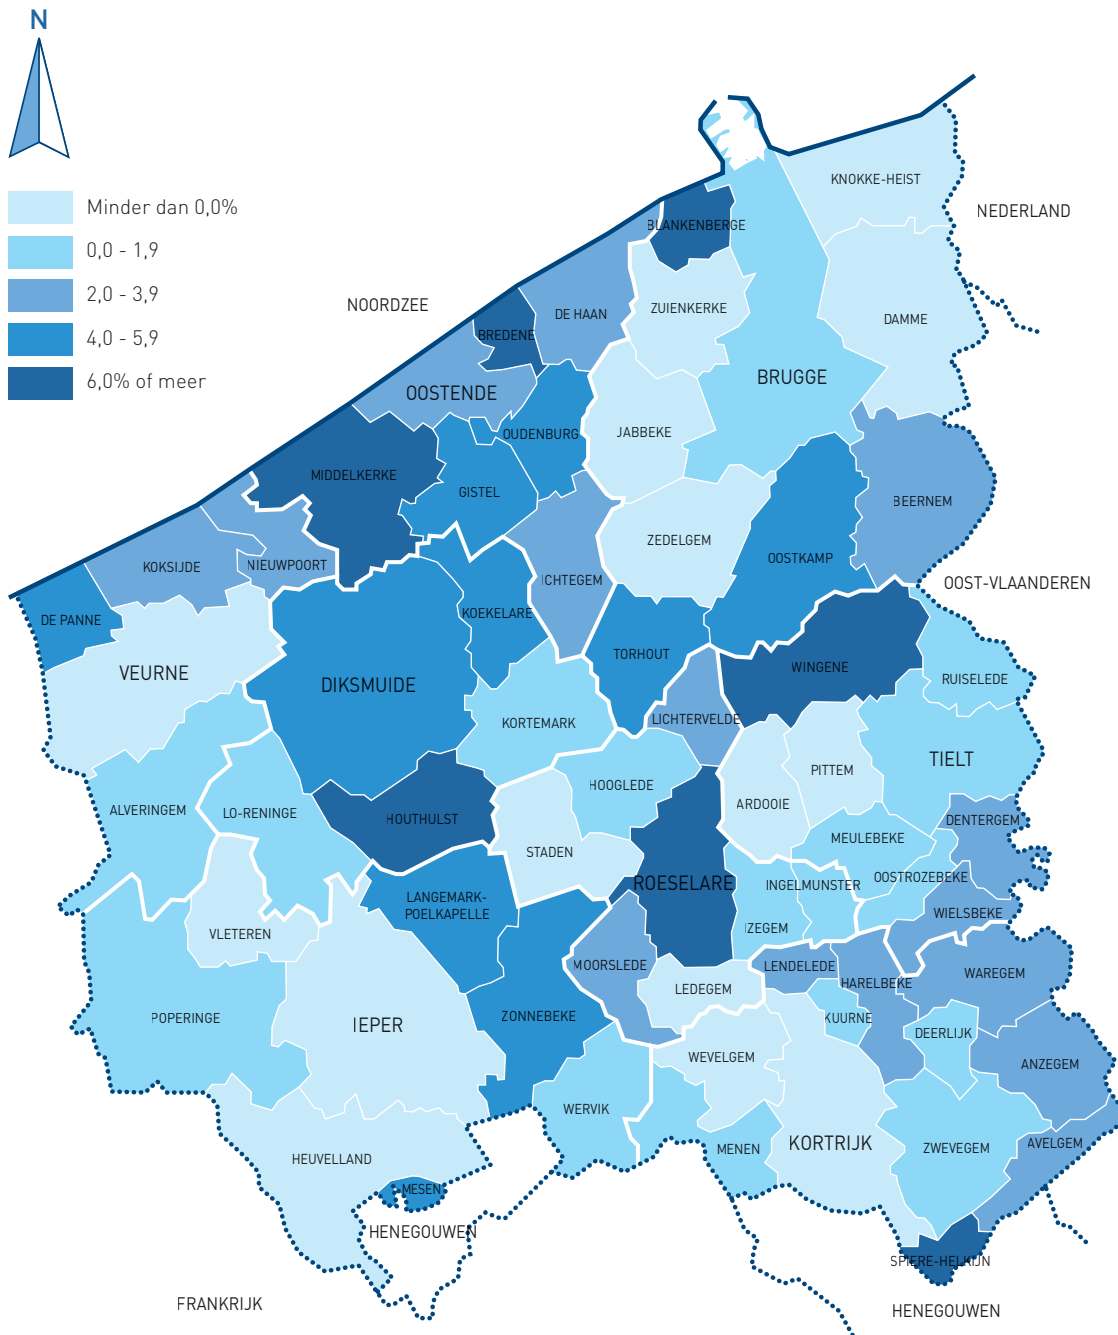 N
Minder dan 0,0%
0,0 - 1,9
2,0 - 3,9
4,0 - 5,9
6,0% of meer
KNOKKE-HEIST
NEDERLAND
BLANKENBERGE
NOORDZEE
ZUIENKERKE
DE HAAN
DAMME
BREDENE
BRUGGE
OOSTENDE
JABBEKE
OUDENBURG
MIDDELKERKE
GISTEL
BEERNEM
ZEDELGEM
OOSTKAMP
KOKSIJDE
NIEUWPOORT
ICHTEGEM
OOST-VLAANDEREN
DE PANNE
KOEKELARE
TORHOUT
VEURNE
DIKSMUIDE
WINGENE
RUISELEDE
KORTEMARK
LICHTERVELDE
TIELT
PITTEM
HOOGLEDE
ARDOOIE
ALVERINGEM
LO-RENINGE
HOUTHULST
DENTERGEM
MEULEBEKE
STADEN
OOSTROZEBEKE
ROESELARE
INGELMUNSTER
LANGEMARK-
POELKAPELLE
WIELSBEKE
IZEGEM
VLETEREN
MOORSLEDE
LENDELEDE
WAREGEM
HARELBEKE
LEDEGEM
POPERINGE
IEPER
ZONNEBEKE
KUURNE
DEERLIJK
WEVELGEM
ANZEGEM
WERVIK
KORTRIJK
AVELGEM
MENEN
ZWEVEGEM
HEUVELLAND
MESEN
HENEGOUWEN
SPIERE-HELKIJN
FRANKRIJK
HENEGOUWEN